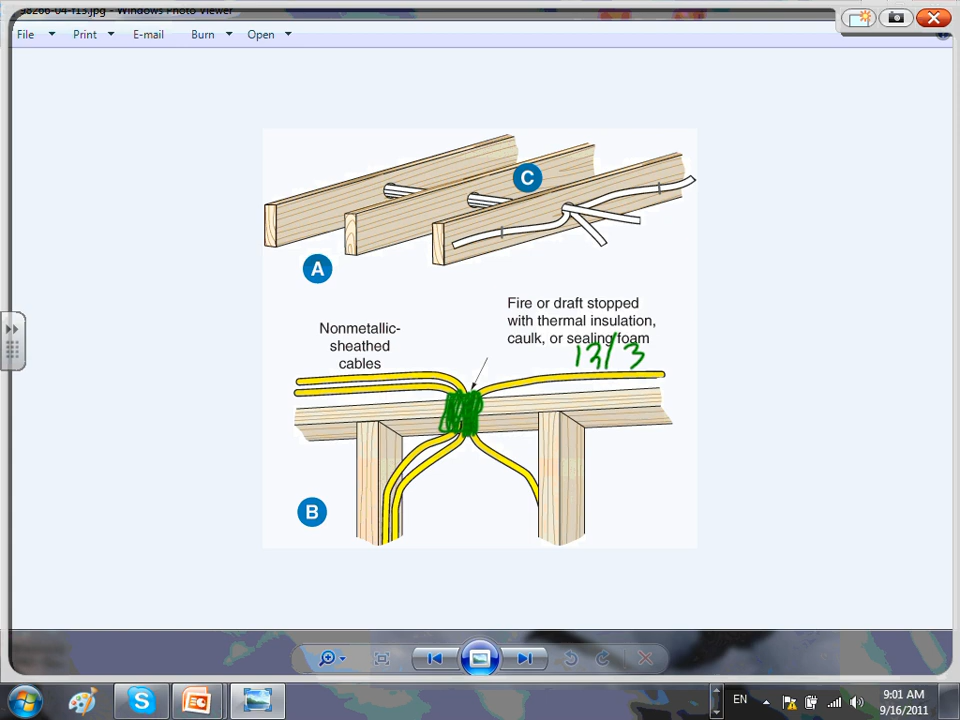 File Print E-mail Burn Open
C
A
Fire or draft stopped
with thermal insulation,
caulk, or sealing foam
Nonmetallic-
sheathed
cables
13/3
B
EN
9:01 AM
9/16/2011